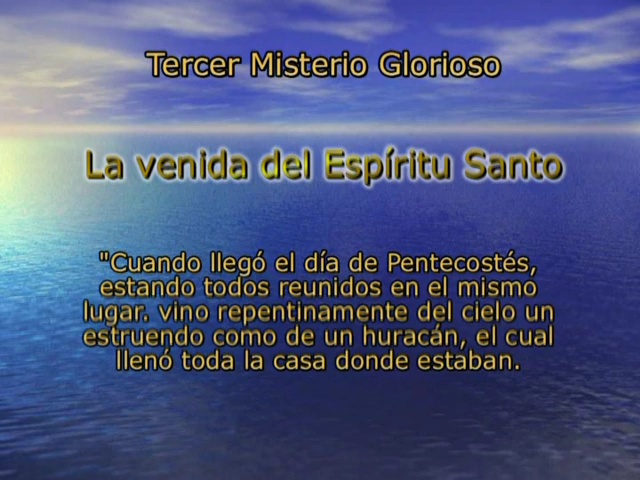 Tercer Misterio Glorioso
La venida del Espíritu Santo
"Cuando llegó el día de Pentecostés,
estando todos reunidos en el mismo
lugar. vino repentinamente del cielo un
estruendo como de un huracán, el cual
llenó toda la casa donde estaban.